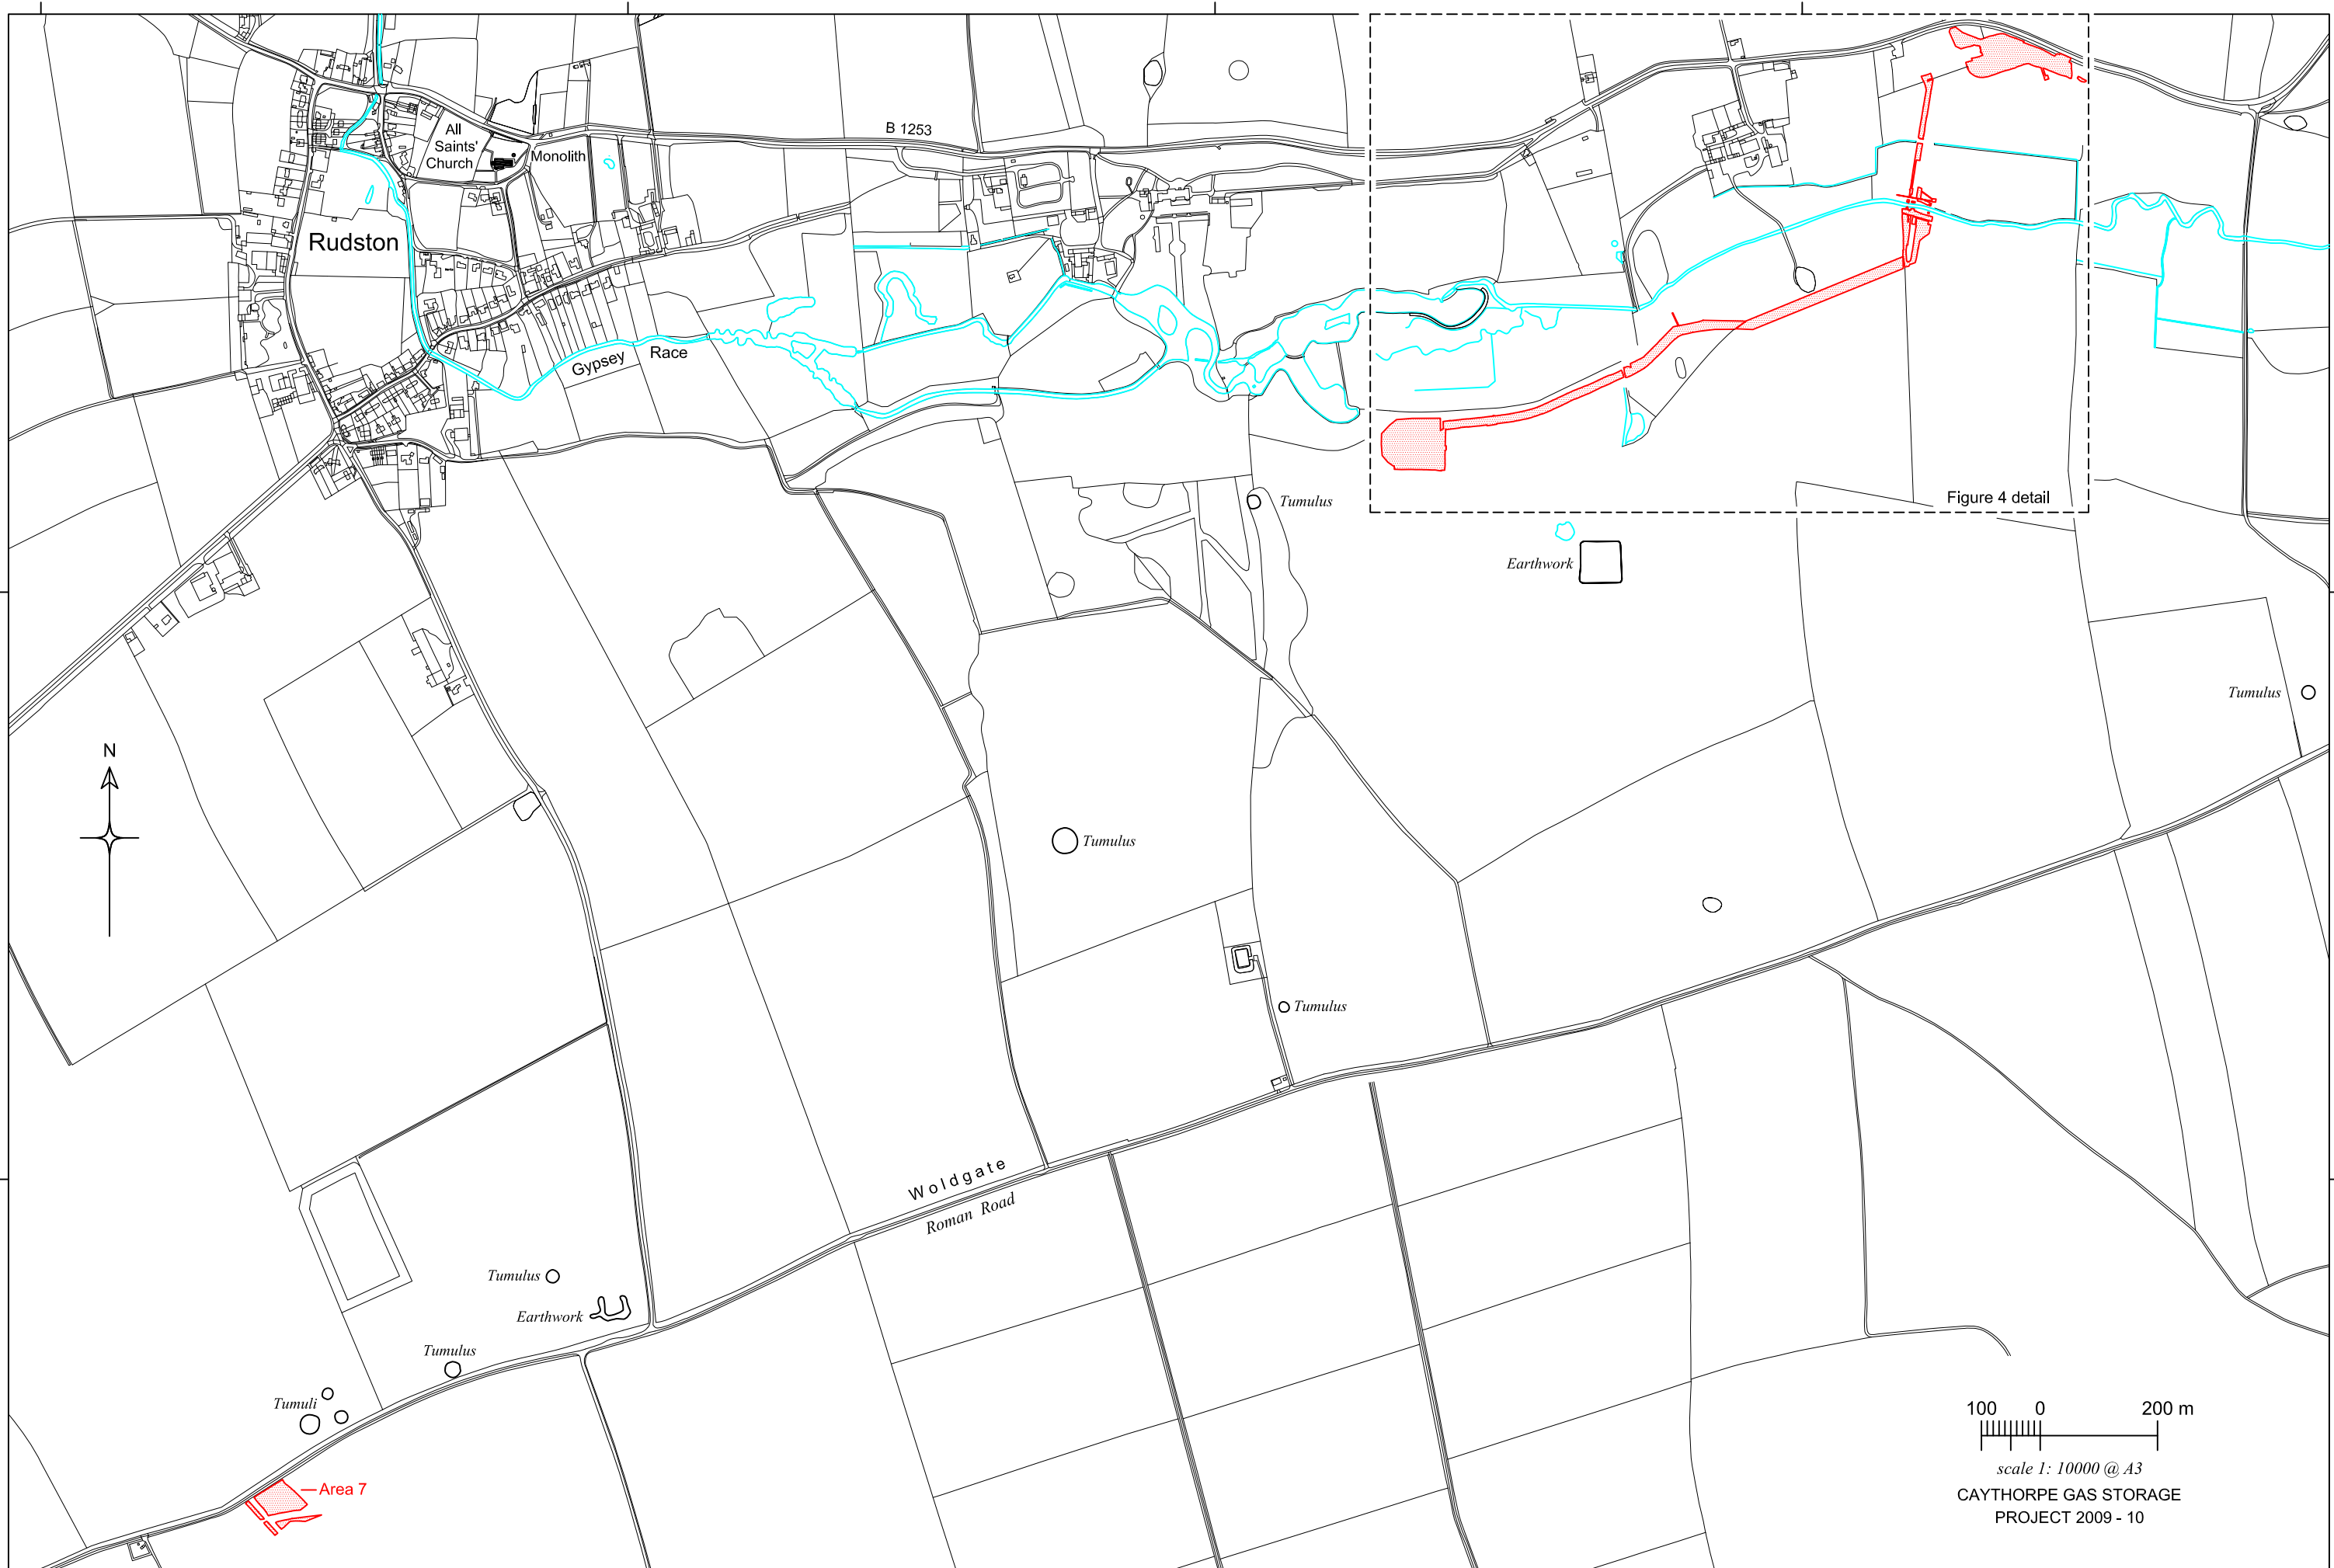 B 1253
All
Saints'
Church
Monolith
Rudston
Gypsey Race
Figure 4 detail
Tumulus
Earthwork
Tumulus
N
Tumulus
Tumulus
Woldgate
Roman Road
Tumulus
Earthwork
Tumulus
Tumuli
Area 7
100 0 200 m
scale 1: 10000 @ A3
CAYTHORPE GAS STORAGE
PROJECT 2009 - 10